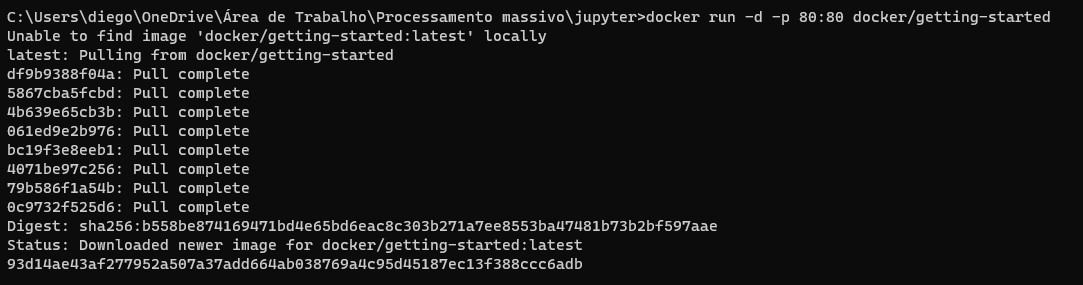 C:\Users\diego\OneDrive\Área de Trabalho\Processamento massivo\jupyter>docker run -d -p 80:80 docker/getting-started
Unable to find image 'docker/getting-started:latest' locally
latest: Pulling from docker/getting-started
df9b9388f04a: Pull complete
5867cba5fcbd: Pull complete
4b639e65cb3b: Pull complete
061ed9e2b976: Pull complete
bc19f3e8eeb1: Pull complete
4071be97c256: Pull complete
79b586f1a54b: Pull complete
0c9732f525d6: Pull complete
Digest: sha256:b558be874169471bd4e65bd6eac8c303b271a7ee8553ba47481b73b2bf597aae
Status: Downloaded newer image for docker/getting-started:latest
93d14ae43af277952a507a37add664ab038769a4c95d45187ec13f388ccc6adb